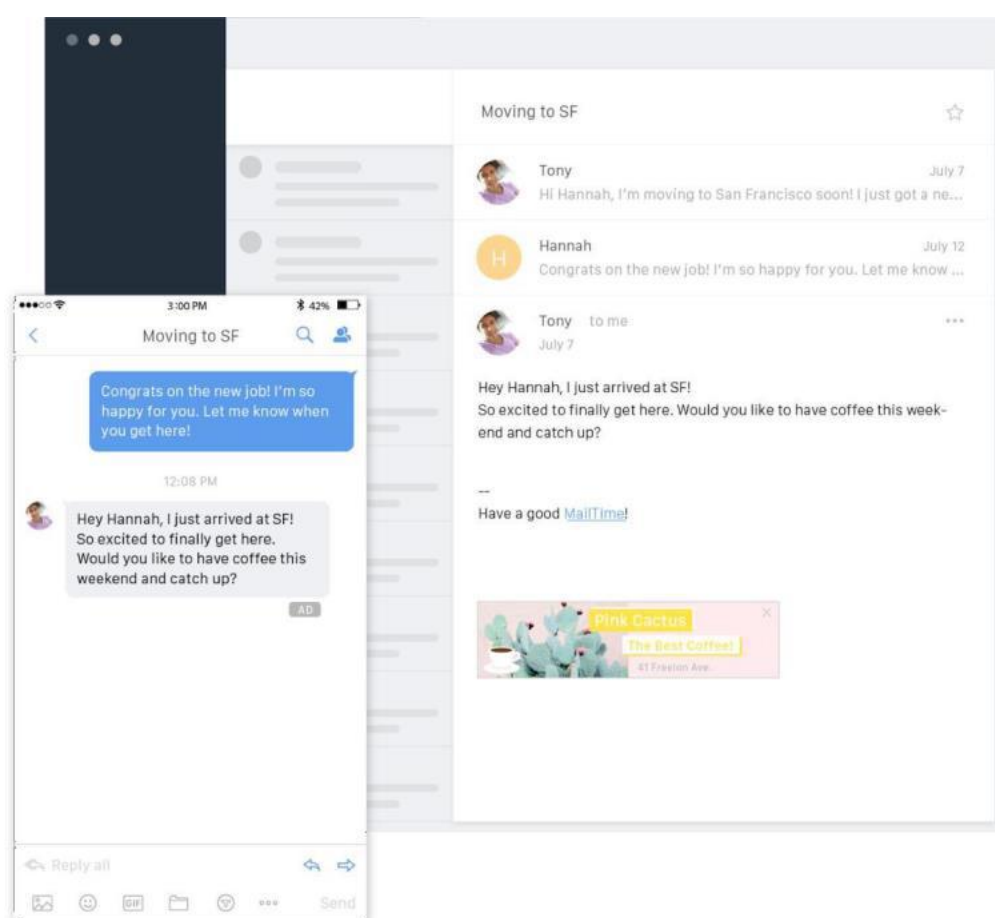 Moving to SF
Tony
July 7
Hi Hannah, I'm moving to San Francisco soon! I just got a ne...
H
Hannah
July 12
Congrats on the new job! I'm so happy for you. Let me know ...
Tony to me
July 7
Hey Hannah, I just arrived at SF!
So excited to finally get here. Would you like to have coffee this week-
end and catch up?
--
Have a good MailTime!
Pink Cactus
The Best Coffee!
41 Freelon Ave.
3:00 PM
42%
Moving to SF
Congrats on the new job! I'm so
happy for you. Let me know when
you get here!
12:08 PM
Hey Hannah, I just arrived at SF!
So excited to finally get here.
Would you like to have coffee this
weekend and catch up?
AD
Reply all
GIF
Send